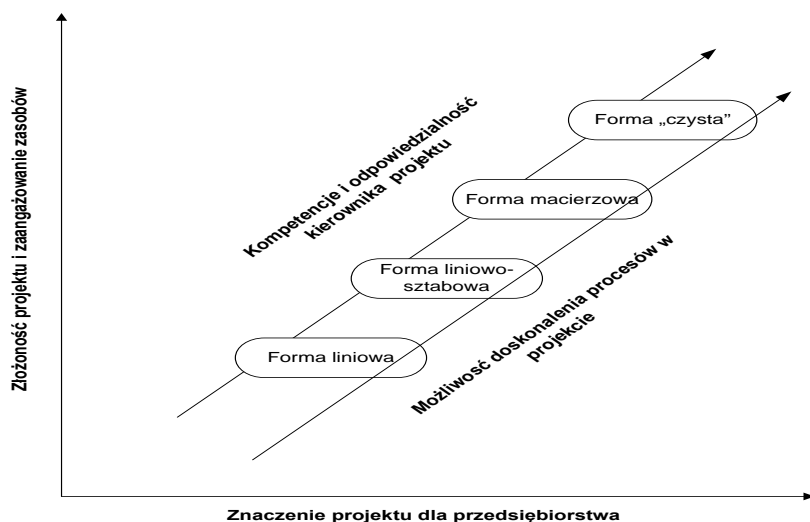 Złożoność projektu i zaangażowanie zasobów
Kompetencje i odpowiedzialność
kierownika projektu
Forma „czysta”
Forma macierzowa
Forma liniowo-
sztabowa
Forma liniowa
Możliwość doskonalenia procesów w
projekcie
Znaczenie projektu dla przedsiębiorstwa